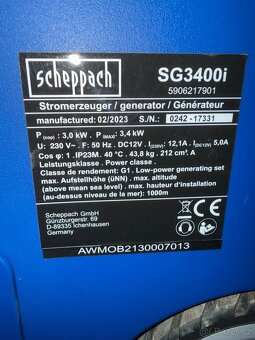 scheppach
SG3400i
5906217901
Stromerzeuger / generator / Générateur
manufactured: 02/2023 S./N.: 0242 -17331
P (cop) : 3,0 kW P (MAX): 3,4 kW
U: 230 V~ . F: 50 Hz . DC12V . I(230V): 12,1A . I(DC12V) 5,0A
Cos φ: 1 .IP23M. 40 °C . 43,8 kg . 212 cm³. A
Leistungsklasse . Power classe .
Classe de rendement: G1. Low-power generating set
max. Aufstellhöhe (üNN) . max. altitude
(above mean sea level) . max. altitude
(au-dessus niveau de la mer) : 1000m
Scheppach GmbH
Günzburgerstr. 69
D-89335 Ichenhausen
Germany
AWMOB2130007013